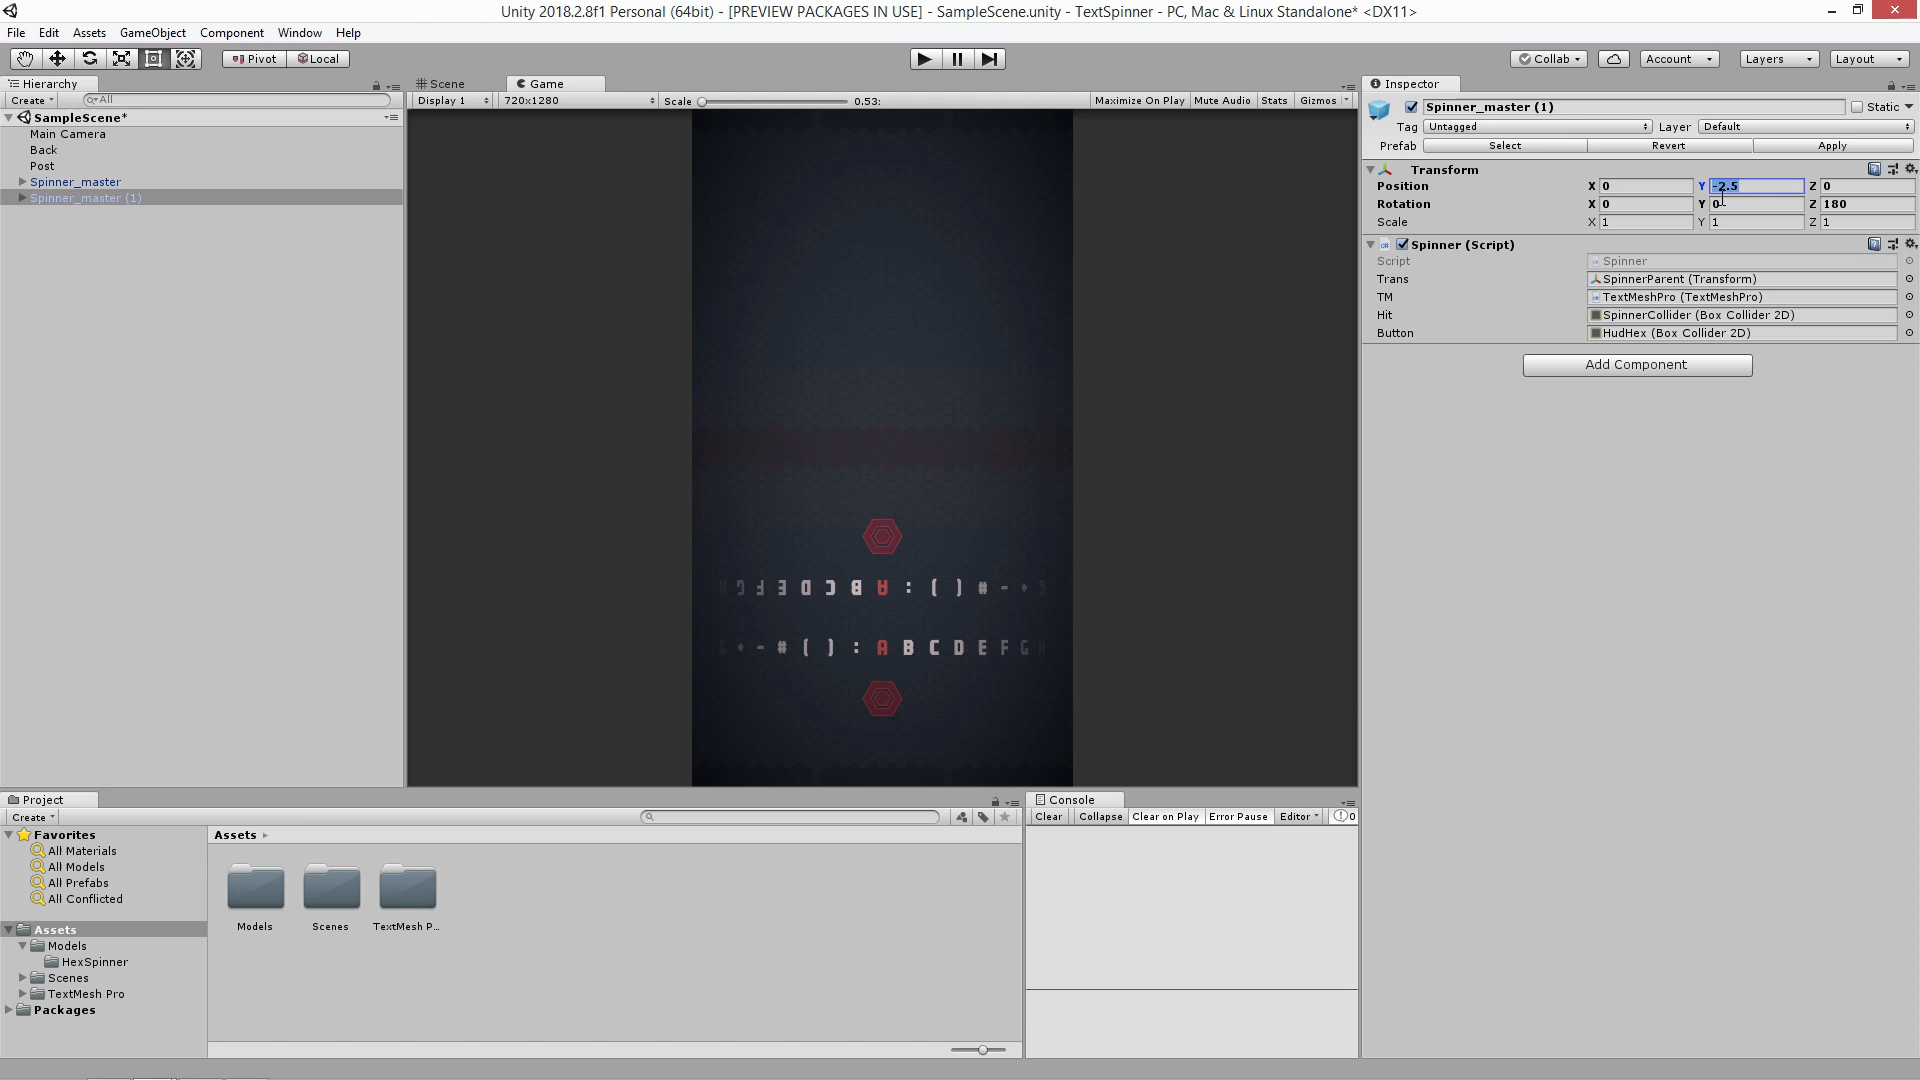 Unity 2018.2.8f1 Personal (64bit) - [PREVIEW PACKAGES IN USE] - SampleScene.unity - TextSpinner - PC, Mac & Linux Standalone* <DX11>
File Edit Assets GameObject Component Window Help
Pivot Local Collab Account Layers Layout
Hierarchy
Create All
SampleScene*
Main Camera
Back
Post
Spinner_master
Spinner_master (1)
Scene Game
Display 1 720x1280 Scale 0.53: Maximize On Play Mute Audio Stats Gizmos
G F E D C B A : ( ) # -
- # ( ) : A B C D E F G
Inspector
Spinner_master (1) Static
Tag Untagged Layer Default
Prefab Select Revert Apply
Transform
Position X 0 Y -2.5 Z 0
Rotation X 0 Y 0 Z 180
Scale X 1 Y 1 Z 1
Spinner (Script)
Script Spinner
Trans SpinnerParent (Transform)
TM TextMeshPro (TextMeshPro)
Hit SpinnerCollider (Box Collider 2D)
Button HudHex (Box Collider 2D)
Add Component
Project
Create
Favorites
All Materials
All Models
All Prefabs
All Conflicted
Assets
Models
HexSpinner
Scenes
TextMesh Pro
Packages
Assets
Models Scenes TextMesh P...
Console
Clear Collapse Clear on Play Error Pause Editor 0